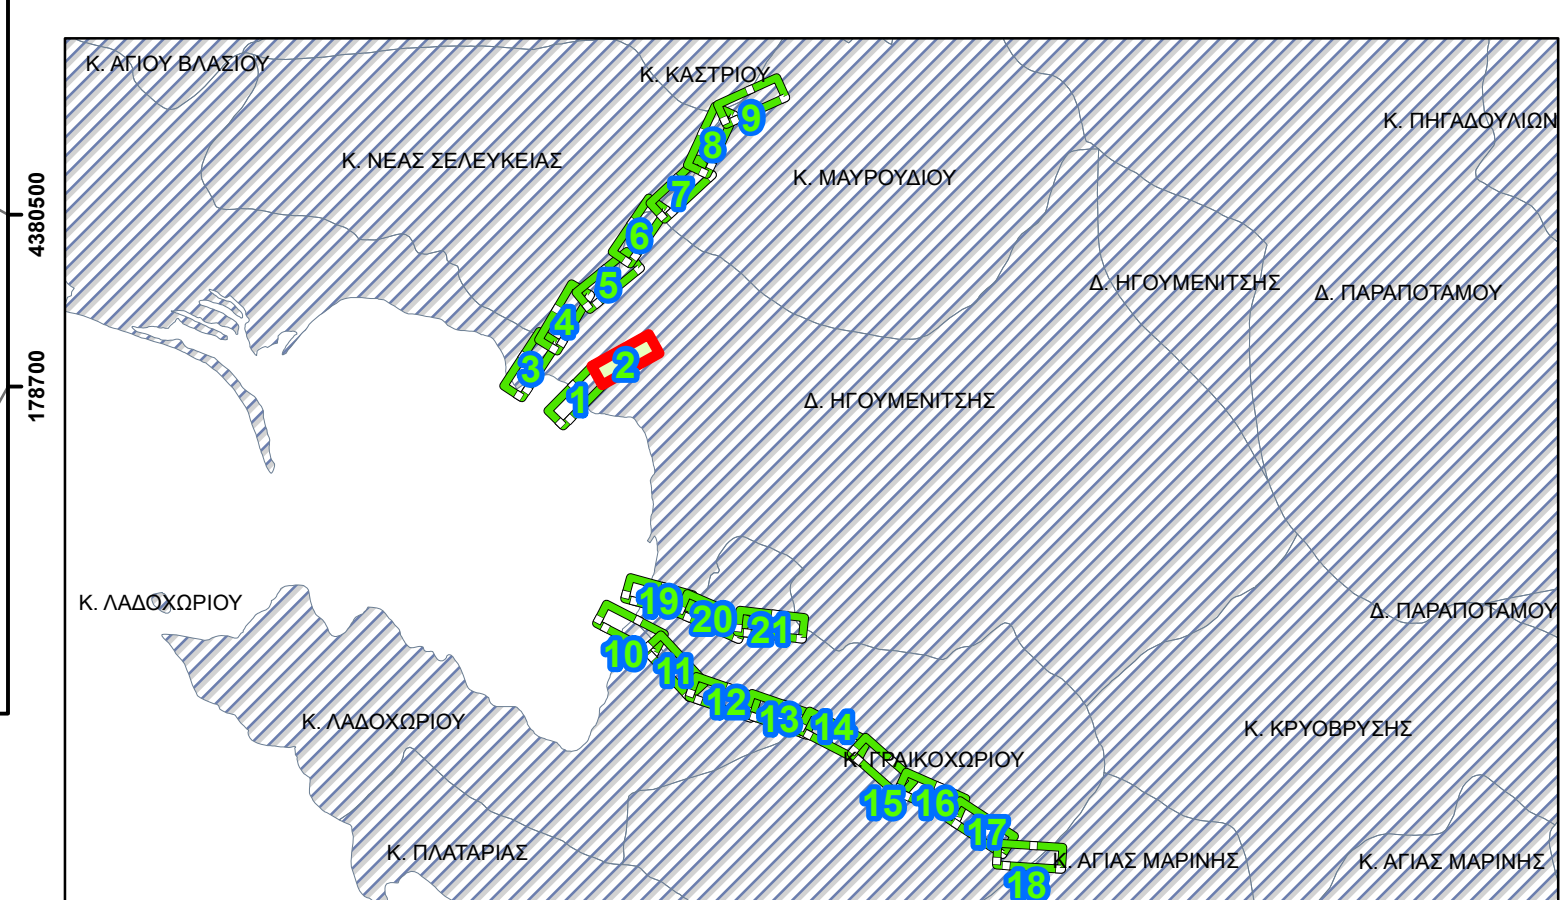 Κ. ΑΓΙΟΥ ΒΛΑΣΙΟΥ
Κ. ΚΑΣΤΡΙΟΥ
9
Κ. ΠΗΓΑΔΟΥΛΙΩΝ
8
Κ. ΝΕΑΣ ΣΕΛΕΥΚΕΙΑΣ
Κ. ΜΑΥΡΟΥΔΙΟΥ
7
4380500
6
Δ. ΗΓΟΥΜΕΝΙΤΣΗΣ
5
Δ. ΠΑΡΑΠΟΤΑΜΟΥ
4
3
2
178700
1
Δ. ΗΓΟΥΜΕΝΙΤΣΗΣ
Κ. ΛΑΔΟΧΩΡΙΟΥ
19
Δ. ΠΑΡΑΠΟΤΑΜΟΥ
20
21
10
11
12
Κ. ΛΑΔΟΧΩΡΙΟΥ
13
14
Κ. ΚΡΥΟΒΡΥΣΗΣ
Κ. ΓΡΑΙΚΟΧΩΡΙΟΥ
15
16
17
Κ. ΠΛΑΤΑΡΙΑΣ
Κ. ΑΓΙΑΣ ΜΑΡΙΝΗΣ
Κ. ΑΓΙΑΣ ΜΑΡΙΝΗΣ
18